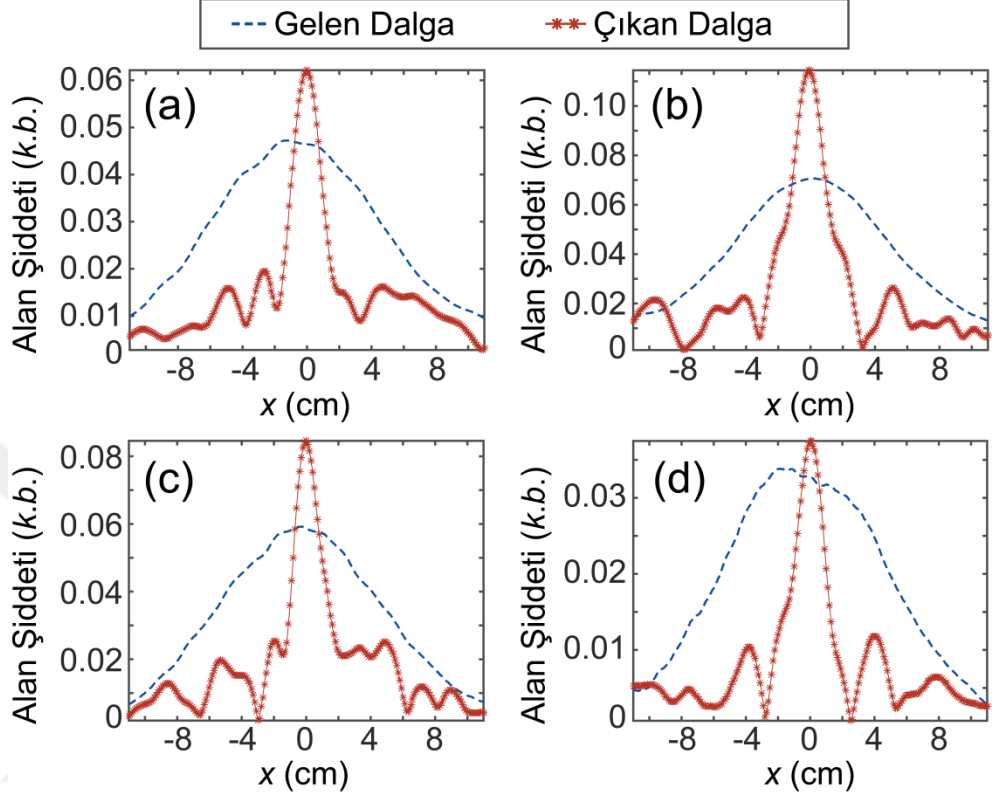 Gelen Dalga Çıkan Dalga
(a)
Alan Şiddeti (k.b.)
0.06
0.05
0.04
0.03
0.02
0.01
0
-8 -4 0 4 8
x (cm)
(b)
Alan Şiddeti (k.b.)
0.10
0.08
0.06
0.04
0.02
0
-8 -4 0 4 8
x (cm)
(c)
Alan Şiddeti (k.b.)
0.08
0.06
0.04
0.02
0
-8 -4 0 4 8
x (cm)
(d)
Alan Şiddeti (k.b.)
0.03
0.02
0.01
0
-8 -4 0 4 8
x (cm)